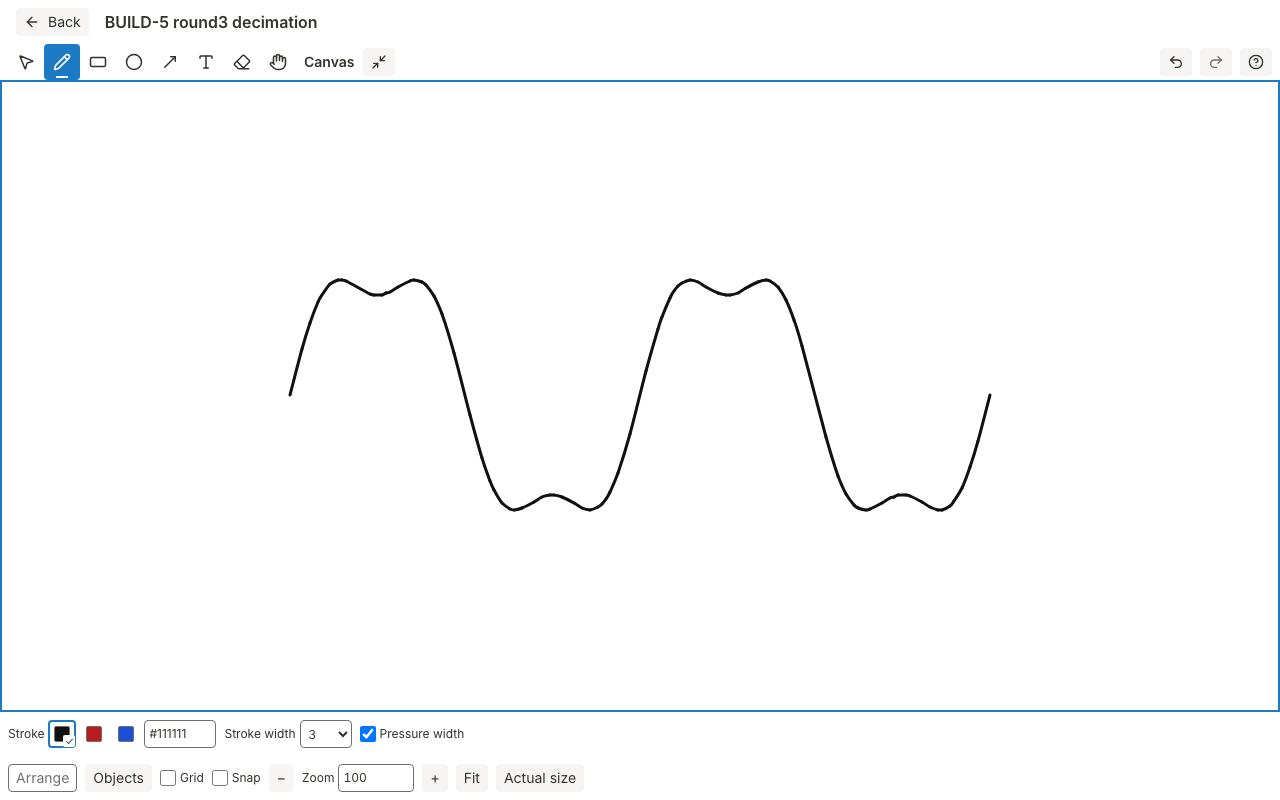 Back BUILD-5 round3 decimation
Canvas
Stroke #111111 Stroke width 3 Pressure width
Arrange Objects Grid Snap − Zoom 100 + Fit Actual size